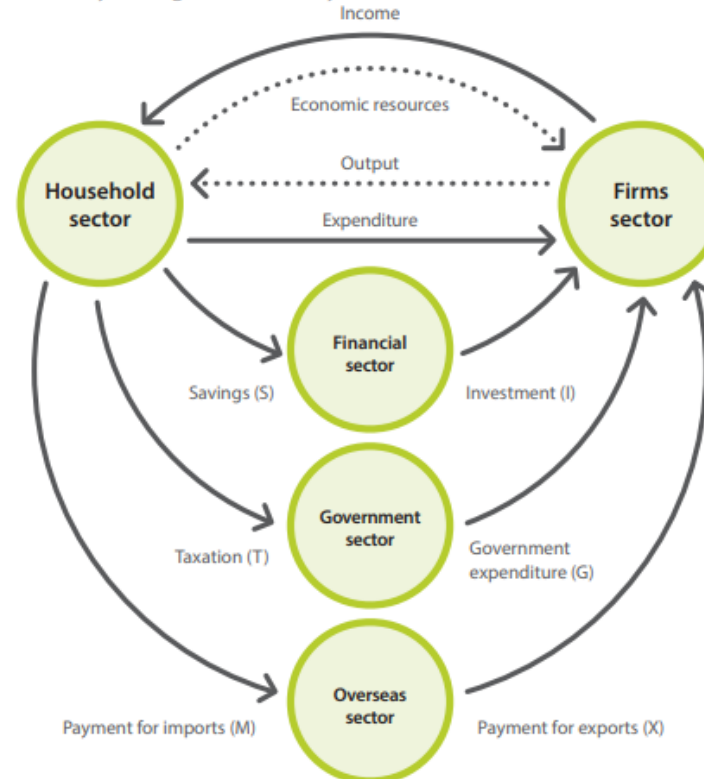 Income
Economic resources
Output
Household
sector
Firms
sector
Expenditure
Financial
sector
Savings (S)
Investment (I)
Government
sector
Taxation (T)
Government
expenditure (G)
Overseas
sector
Payment for imports (M)
Payment for exports (X)